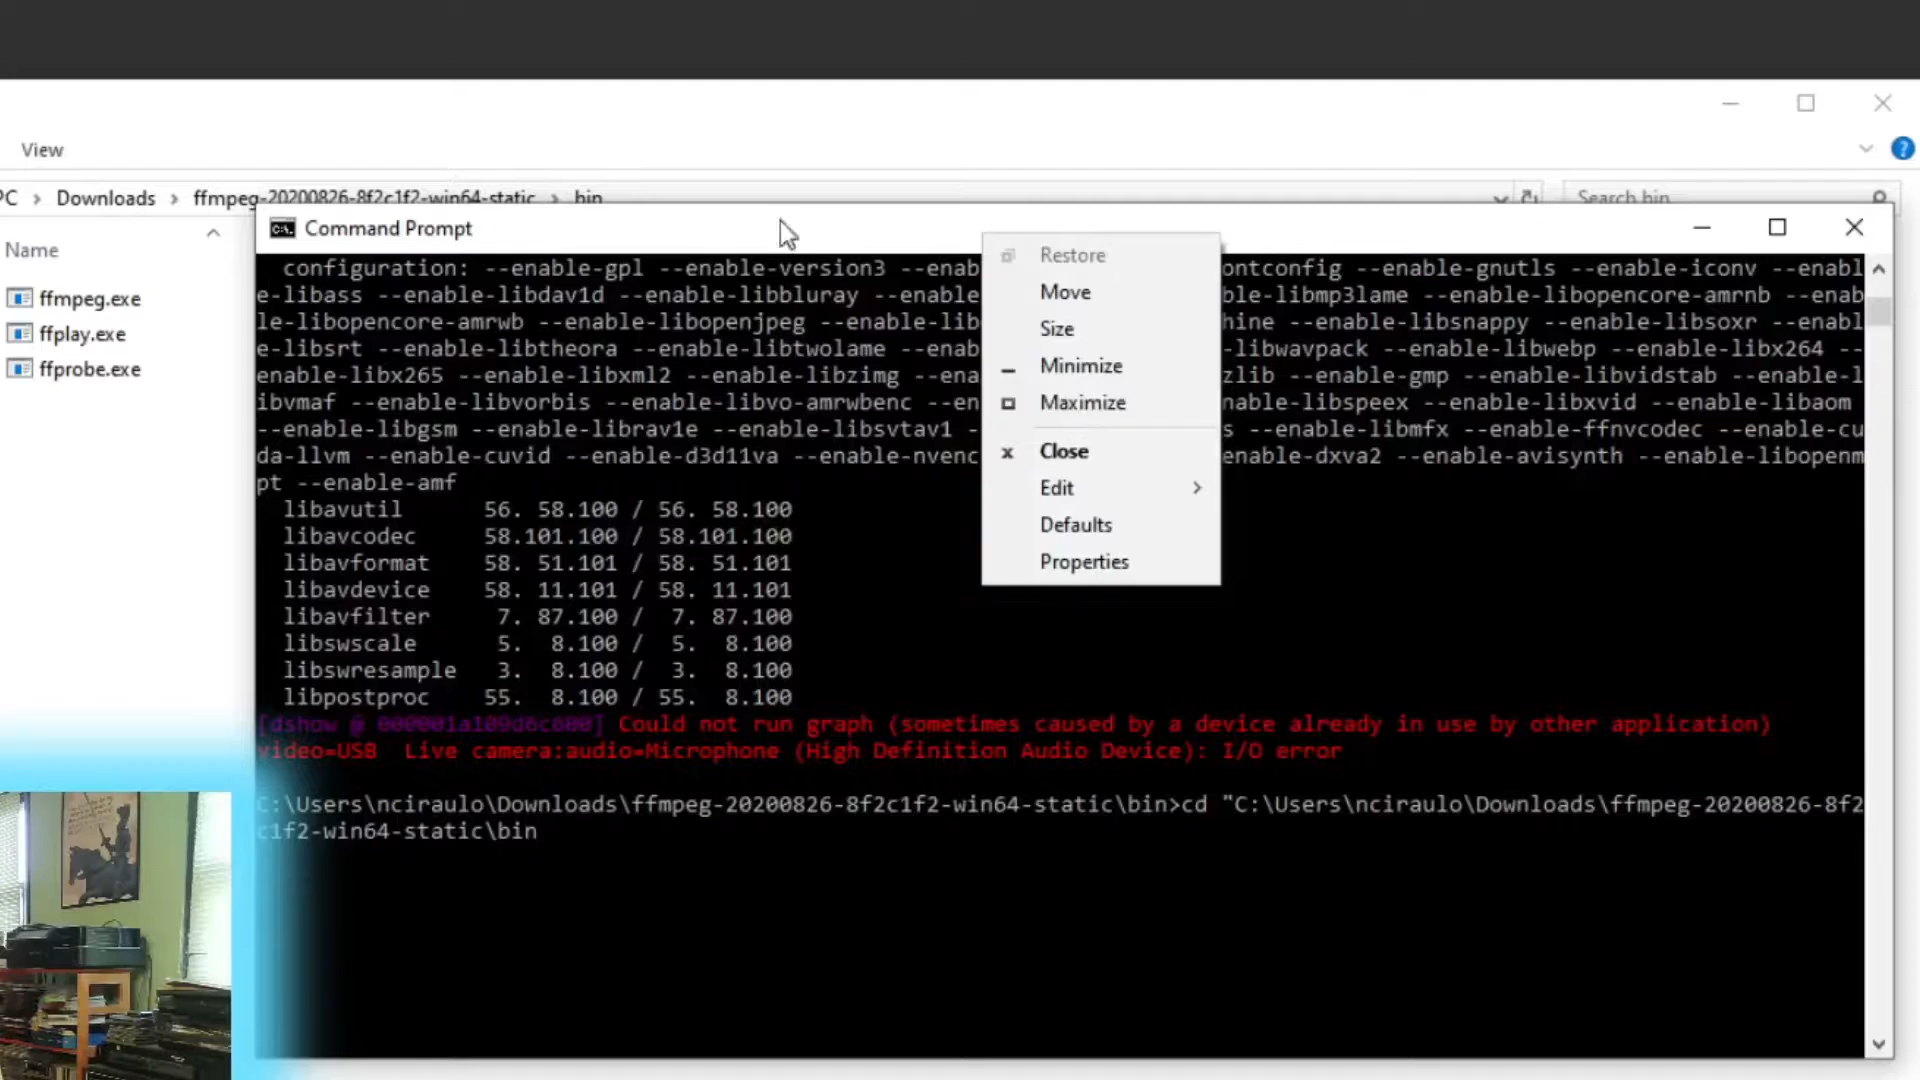 View
PC > Downloads > ffmpeg-20200826-8f2c1f2-win64-static > bin
Search bin
Name
ffmpeg.exe
ffplay.exe
ffprobe.exe
Command Prompt
Restore
Move
Size
Minimize
Maximize
Close
Edit
Defaults
Properties
configuration: --enable-gpl --enable-version3 --enab ontconfig --enable-gnutls --enable-iconv --enabl
e-libass --enable-libdav1d --enable-libbluray --enable ble-libmp3lame --enable-libopencore-amrnb --enab
le-libopencore-amrwb --enable-libopenjpeg --enable-lib hine --enable-libsnappy --enable-libsoxr --enabl
e-libsrt --enable-libtheora --enable-libtwolame --enab -libwavpack --enable-libwebp --enable-libx264 --
enable-libx265 --enable-libxml2 --enable-libzimg --ena zlib --enable-gmp --enable-libvidstab --enable-l
ibvmaf --enable-libvorbis --enable-libvo-amrwbenc --en nable-libspeex --enable-libxvid --enable-libaom
--enable-libgsm --enable-librav1e --enable-libsvtav1 - s --enable-libmfx --enable-ffnvcodec --enable-cu
da-llvm --enable-cuvid --enable-d3d11va --enable-nvenc enable-dxva2 --enable-avisynth --enable-libopenm
pt --enable-amf
libavutil 56. 58.100 / 56. 58.100
libavcodec 58.101.100 / 58.101.100
libavformat 58. 51.101 / 58. 51.101
libavdevice 58. 11.101 / 58. 11.101
libavfilter 7. 87.100 / 7. 87.100
libswscale 5. 8.100 / 5. 8.100
libswresample 3. 8.100 / 3. 8.100
libpostproc 55. 8.100 / 55. 8.100
[dshow @ 000001a109d6c600] Could not run graph (sometimes caused by a device already in use by other application)
video=USB  Live camera:audio=Microphone (High Definition Audio Device): I/O error
C:\Users\nciraulo\Downloads\ffmpeg-20200826-8f2c1f2-win64-static\bin>cd "C:\Users\nciraulo\Downloads\ffmpeg-20200826-8f2
c1f2-win64-static\bin